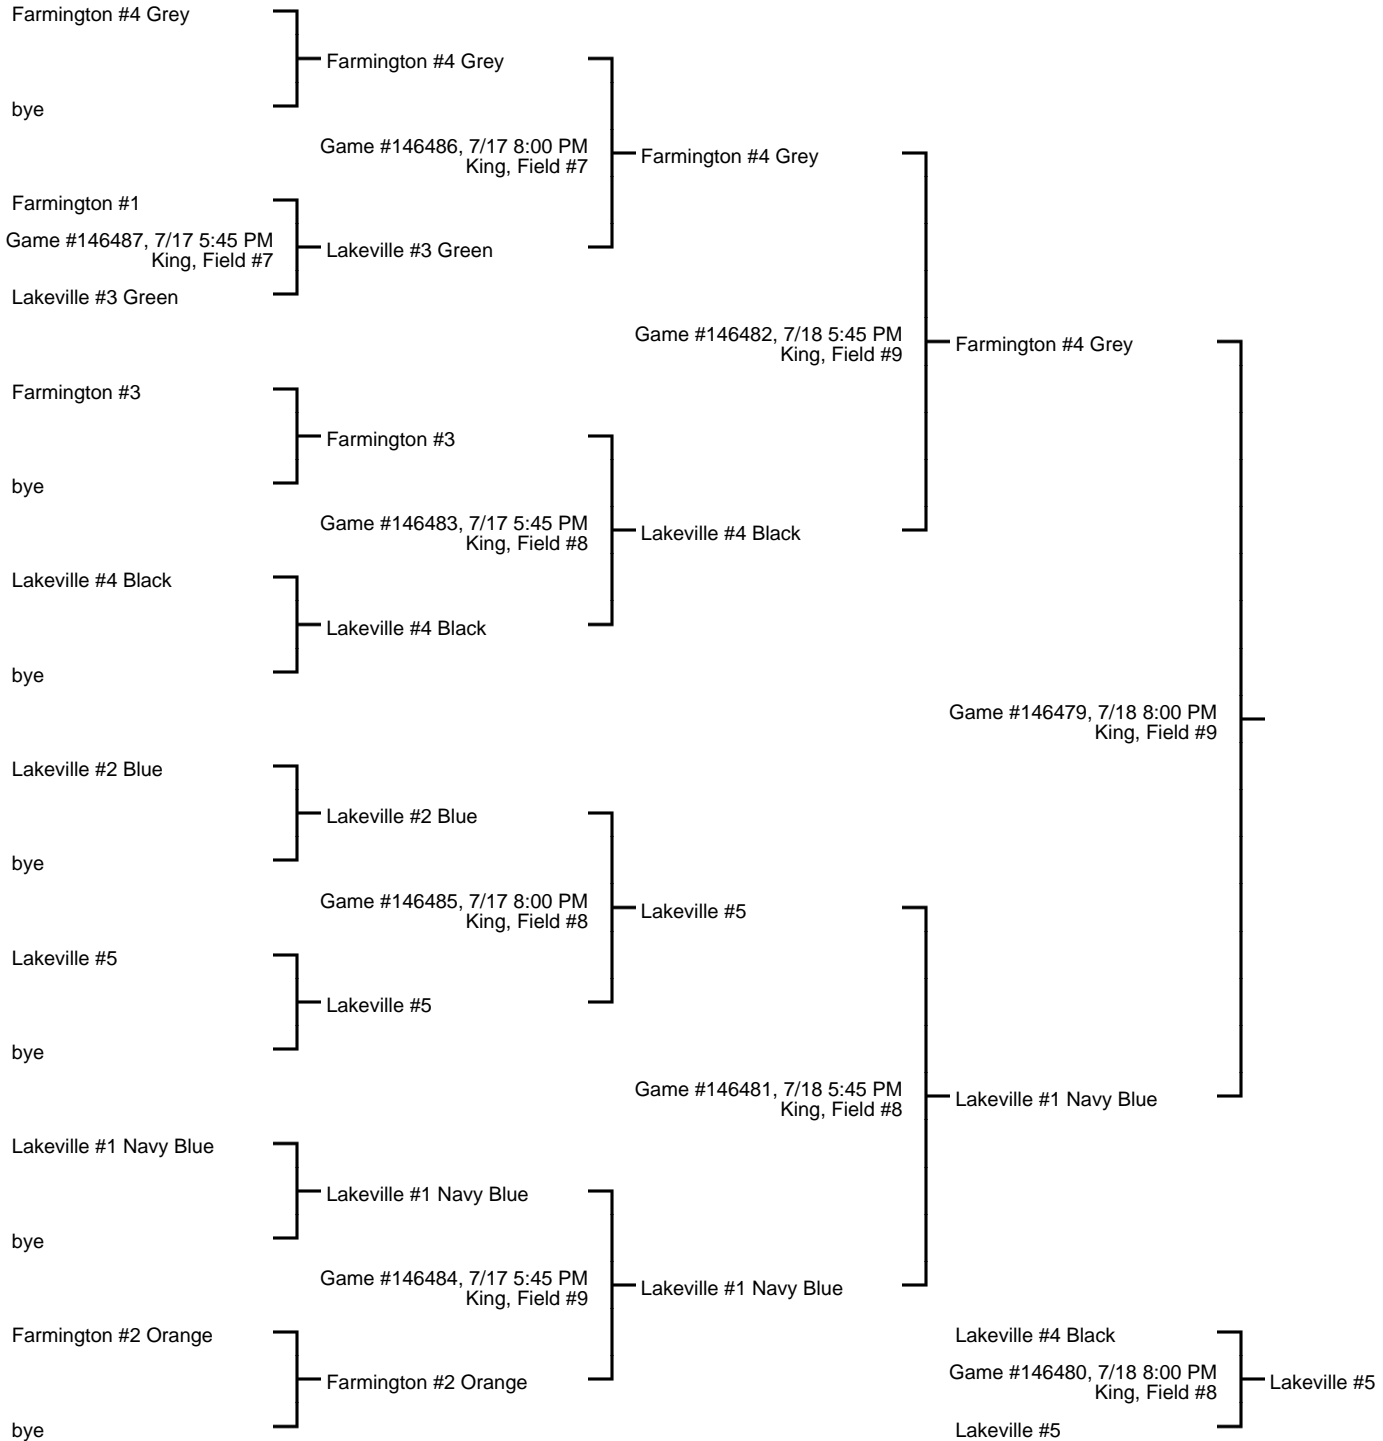 Farmington #4 Grey
Farmington #4 Grey
bye
Game #146486, 7/17 8:00 PM
King, Field #7
Farmington #4 Grey
Farmington #1
Game #146487, 7/17 5:45 PM
King, Field #7
Lakeville #3 Green
Lakeville #3 Green
Game #146482, 7/18 5:45 PM
King, Field #9
Farmington #4 Grey
Farmington #3
Farmington #3
bye
Game #146483, 7/17 5:45 PM
King, Field #8
Lakeville #4 Black
Lakeville #4 Black
Lakeville #4 Black
bye
Game #146479, 7/18 8:00 PM
King, Field #9
Lakeville #2 Blue
Lakeville #2 Blue
bye
Game #146485, 7/17 8:00 PM
King, Field #8
Lakeville #5
Lakeville #5
Lakeville #5
bye
Game #146481, 7/18 5:45 PM
King, Field #8
Lakeville #1 Navy Blue
Lakeville #1 Navy Blue
Lakeville #1 Navy Blue
bye
Game #146484, 7/17 5:45 PM
King, Field #9
Lakeville #1 Navy Blue
Farmington #2 Orange
Farmington #2 Orange
bye
Lakeville #4 Black
Game #146480, 7/18 8:00 PM
King, Field #8
Lakeville #5
Lakeville #5